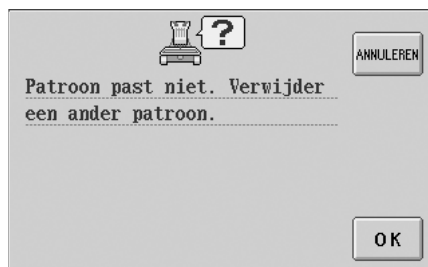 ?
ANNULEREN
Patroon past niet. Verwijder
een ander patroon.
OK